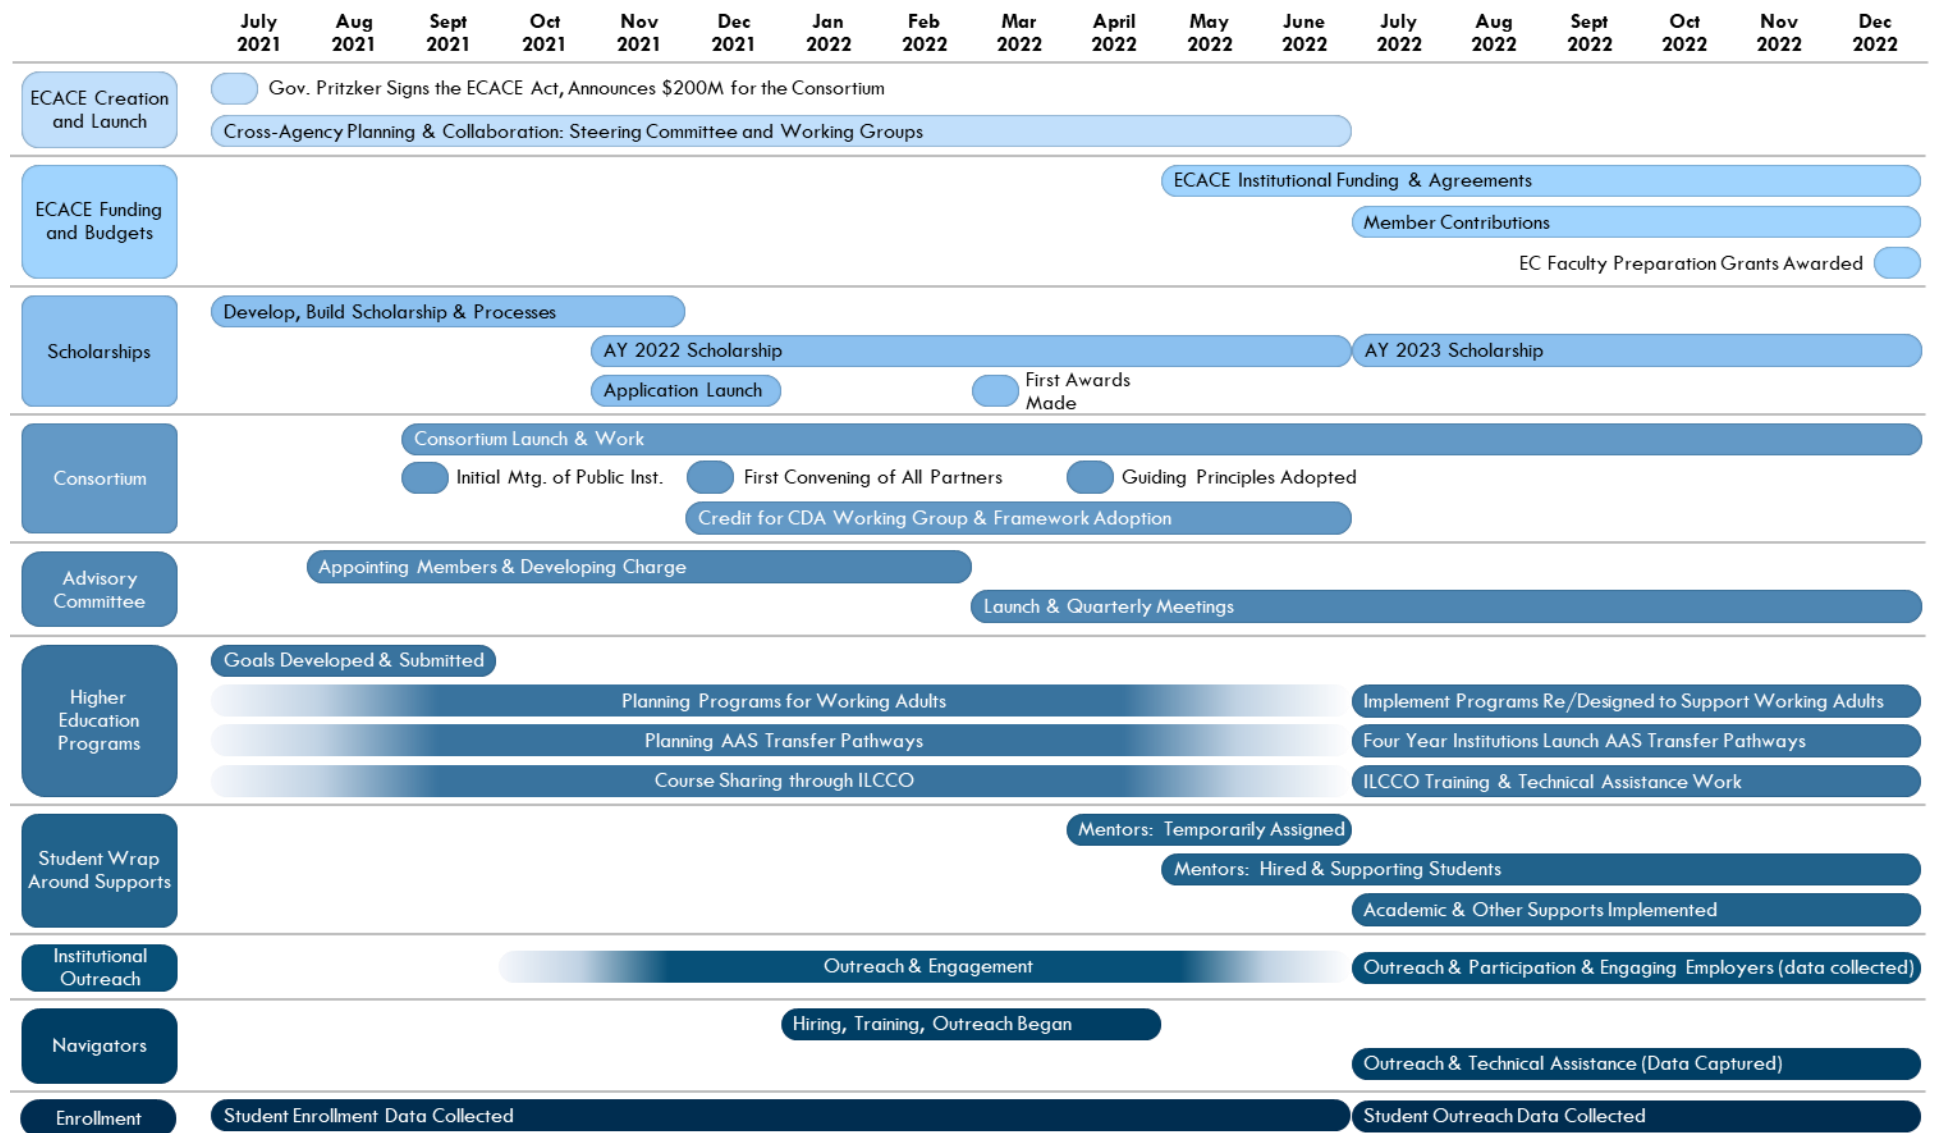 July Aug Sept Oct Nov Dec Jan Feb Mar April May June July Aug Sept Oct Nov Dec
2021 2021 2021 2021 2021 2021 2022 2022 2022 2022 2022 2022 2022 2022 2022 2022 2022 2022
ECACE Creation
and Launch
Gov. Pritzker Signs the ECACE Act, Announces $200M for the Consortium
Cross-Agency Planning & Collaboration: Steering Committee and Working Groups
ECACE Funding
and Budgets
ECACE Institutional Funding & Agreements
Member Contributions
EC Faculty Preparation Grants Awarded
Scholarships
Develop, Build Scholarship & Processes
AY 2022 Scholarship
AY 2023 Scholarship
Application Launch
First Awards
Made
Consortium
Consortium Launch & Work
Initial Mtg. of Public Inst.
First Convening of All Partners
Guiding Principles Adopted
Credit for CDA Working Group & Framework Adoption
Advisory
Committee
Appointing Members & Developing Charge
Launch & Quarterly Meetings
Higher
Education
Programs
Goals Developed & Submitted
Planning Programs for Working Adults
Implement Programs Re/Designed to Support Working Adults
Planning AAS Transfer Pathways
Four Year Institutions Launch AAS Transfer Pathways
Course Sharing through ILCCO
ILCCO Training & Technical Assistance Work
Student Wrap
Around Supports
Mentors: Temporarily Assigned
Mentors: Hired & Supporting Students
Academic & Other Supports Implemented
Institutional
Outreach
Outreach & Engagement
Outreach & Participation & Engaging Employers (data collected)
Navigators
Hiring, Training, Outreach Began
Outreach & Technical Assistance (Data Captured)
Enrollment
Student Enrollment Data Collected
Student Outreach Data Collected